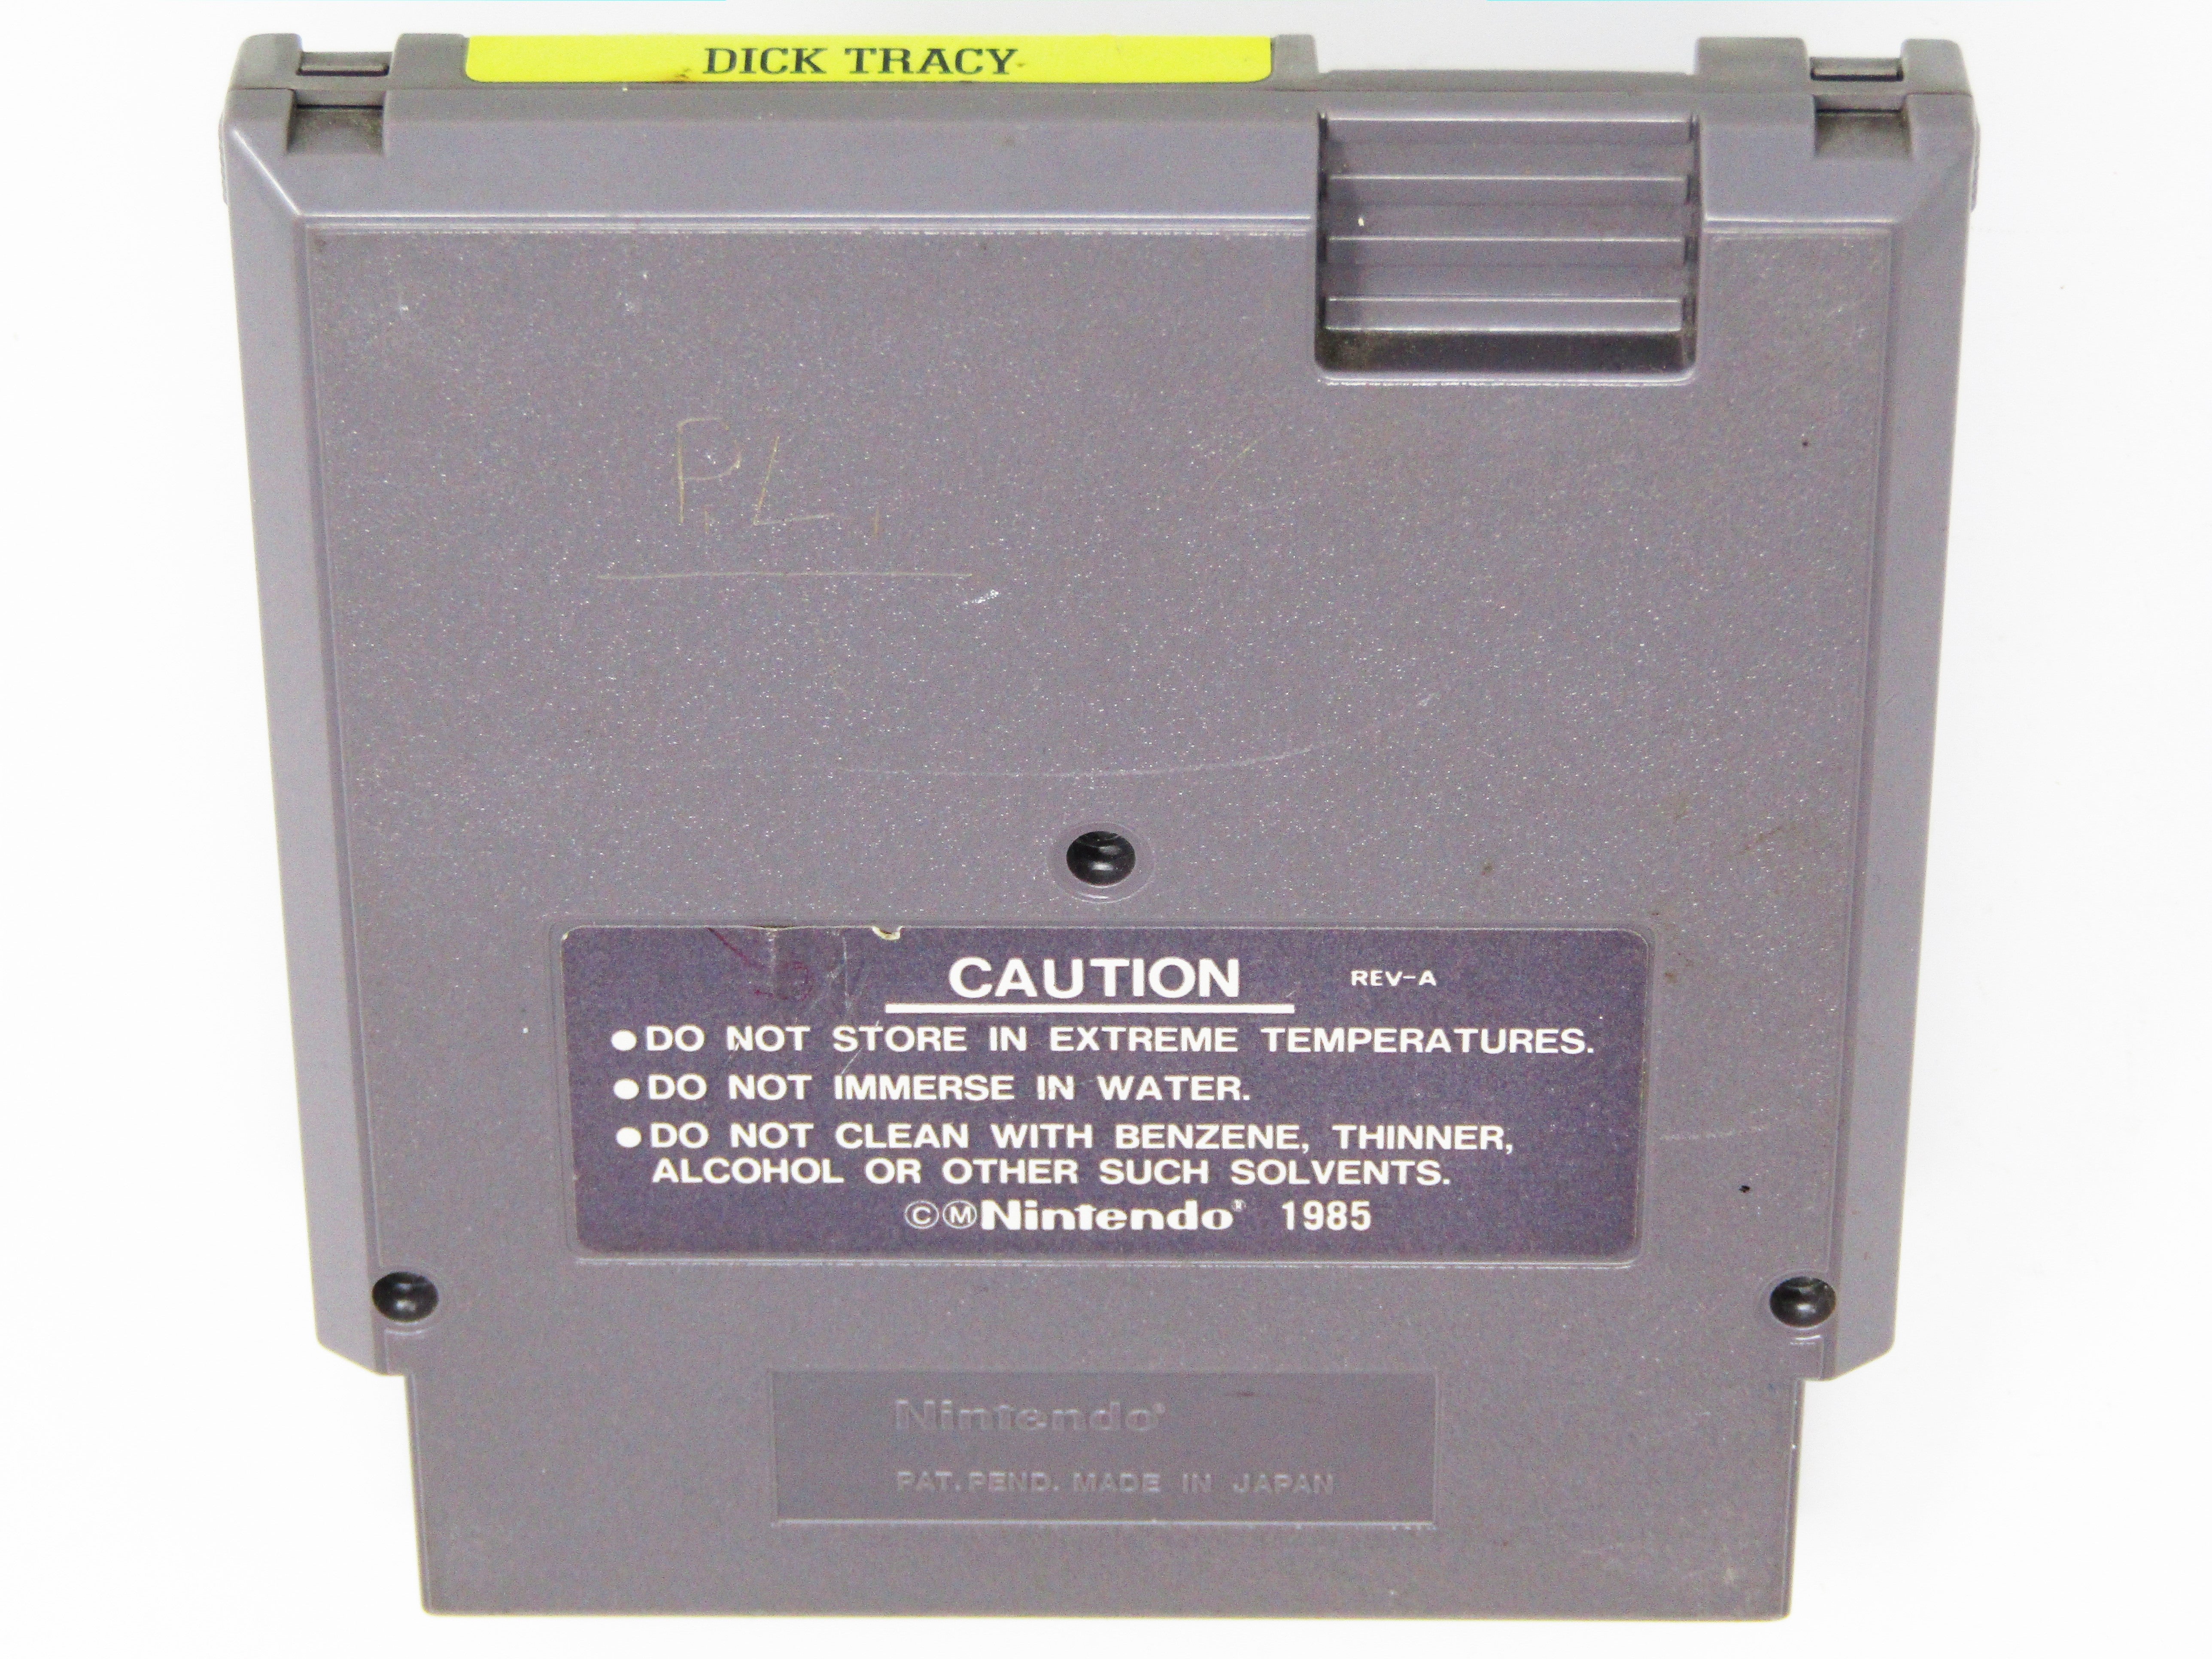 DICK TRACY
P.L.
CAUTION REV-A
●DO NOT STORE IN EXTREME TEMPERATURES.
●DO NOT IMMERSE IN WATER.
●DO NOT CLEAN WITH BENZENE, THINNER,
ALCOHOL OR OTHER SUCH SOLVENTS.
©ⓂNintendo® 1985
Nintendo®
PAT. PEND. MADE IN JAPAN